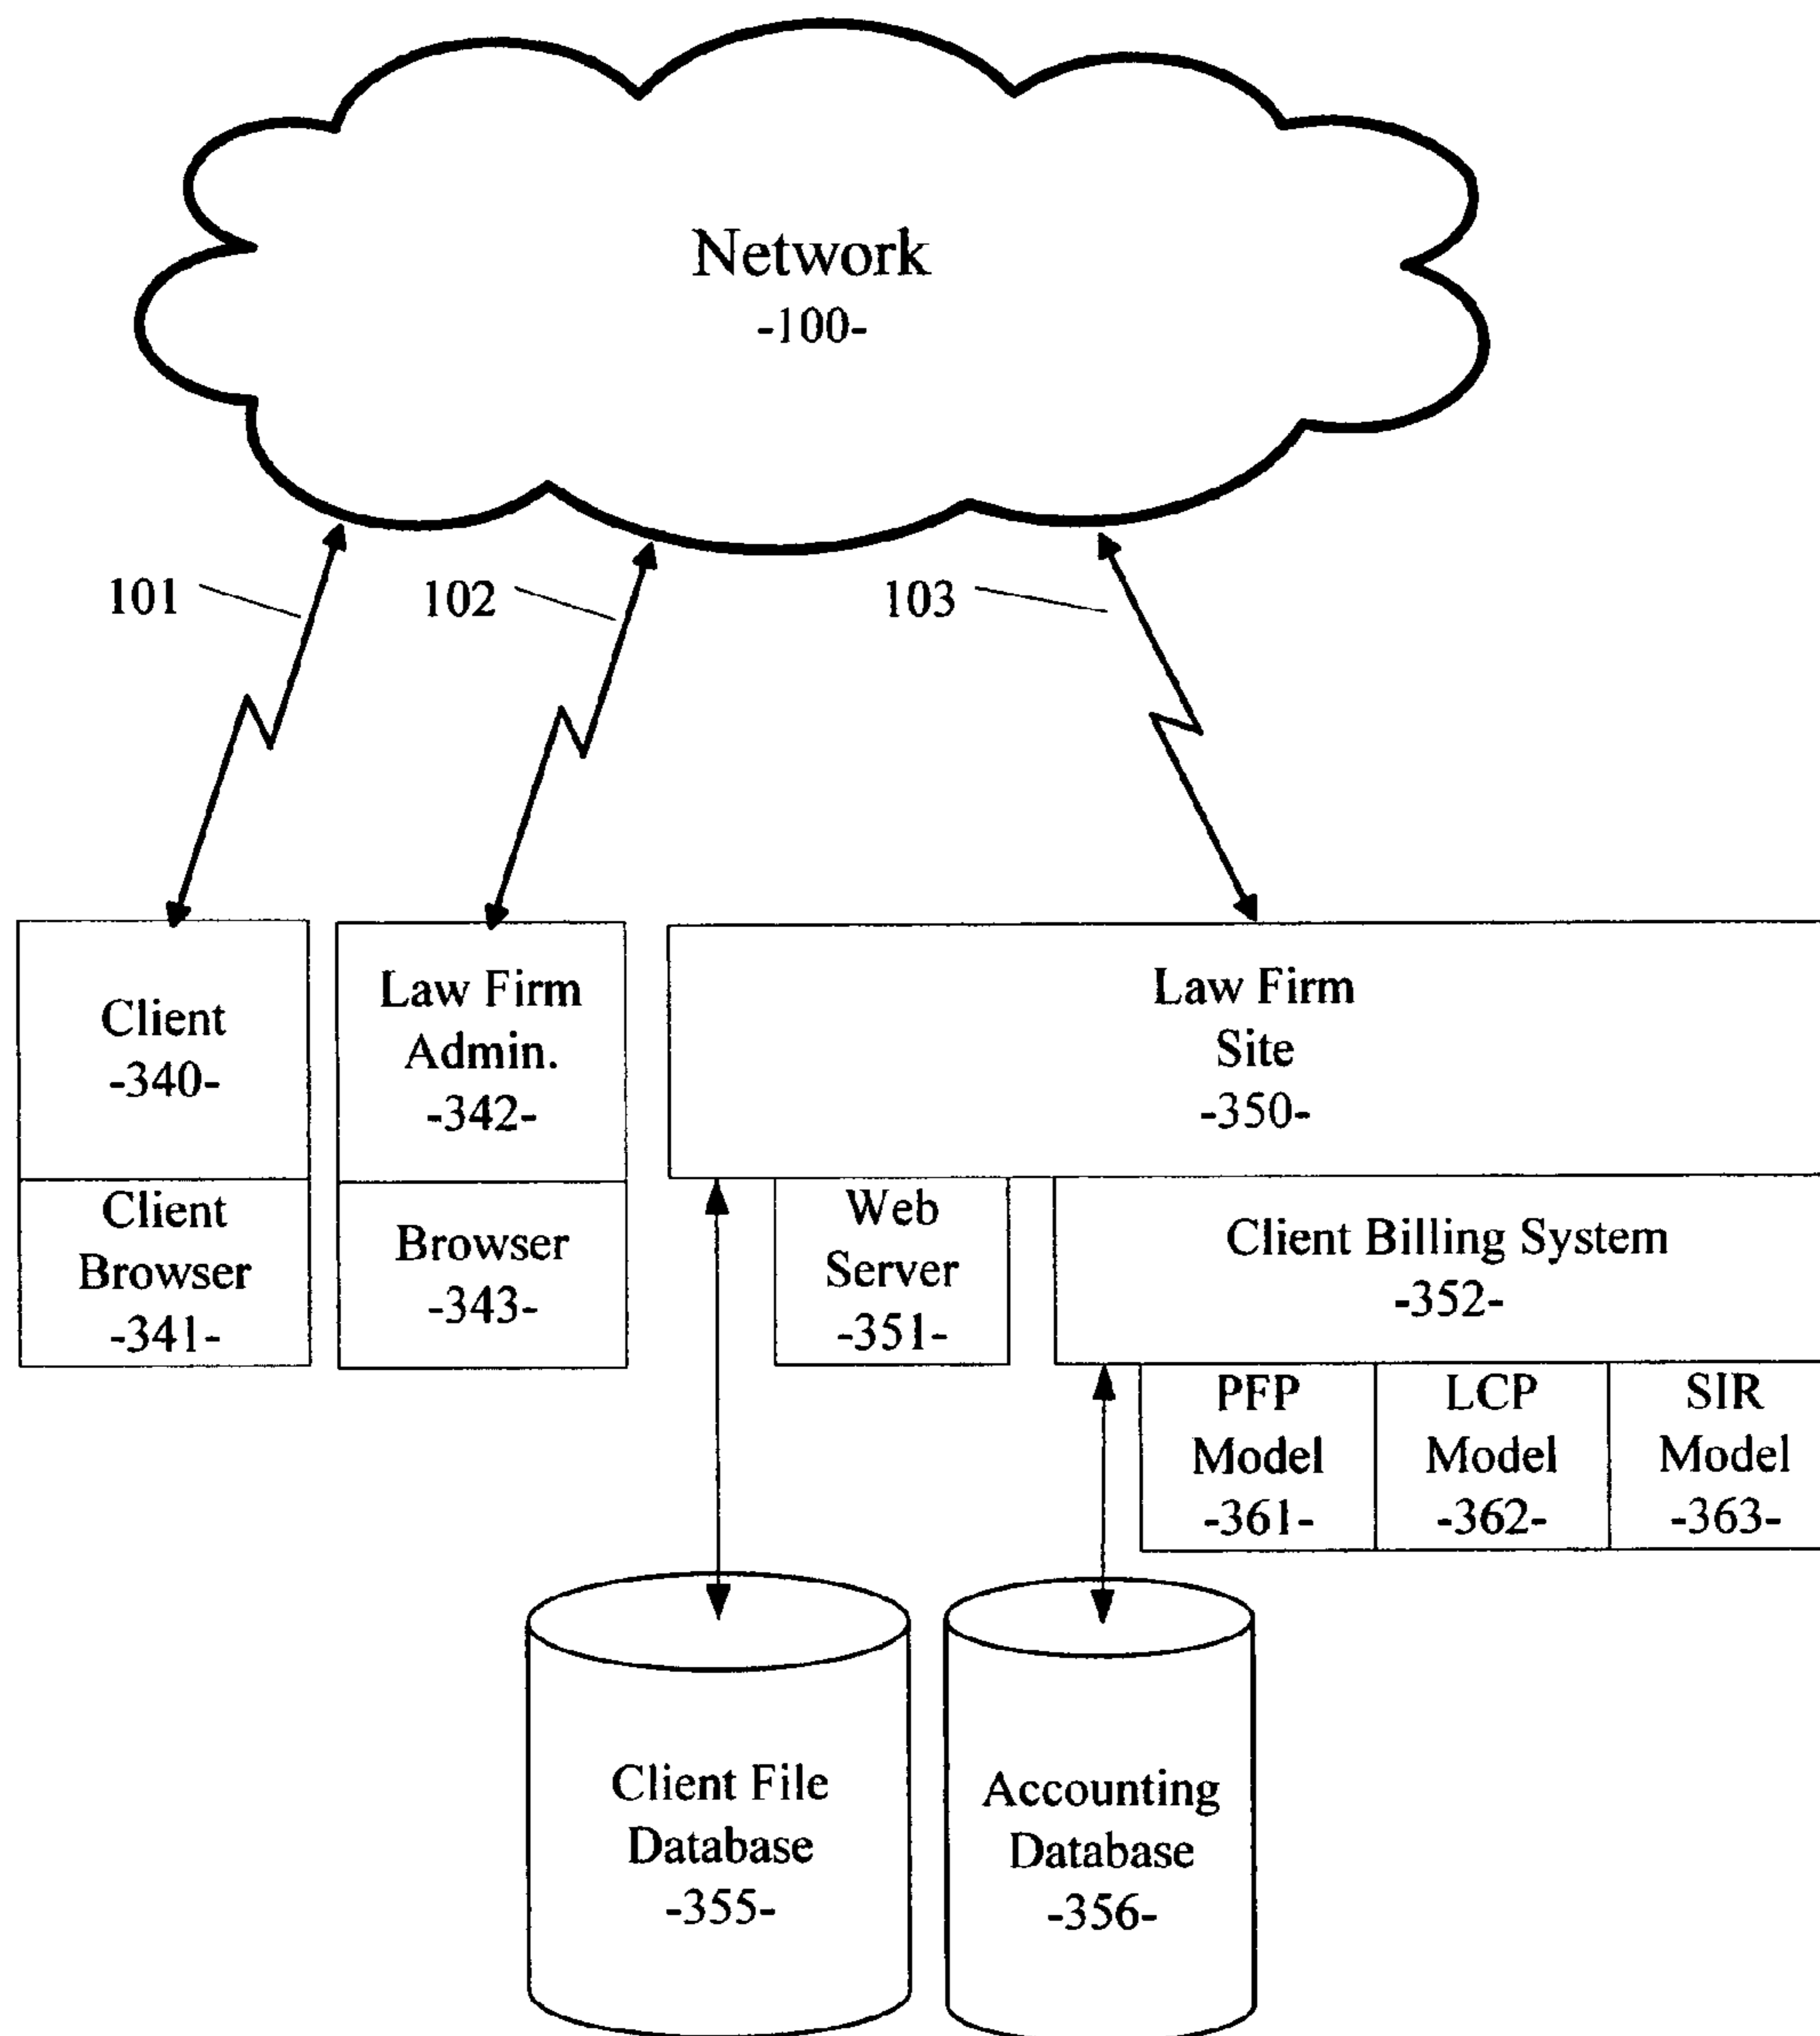 Network
-100-
101
102
103
Client
-340-
Client
Browser
-341-
Law Firm
Admin.
-342-
Browser
-343-
Law Firm
Site
-350-
Web
Server
-351-
Client Billing System
-352-
PFP
Model
-361-
LCP
Model
-362-
SIR
Model
-363-
Client File
Database
-355-
Accounting
Database
-356-